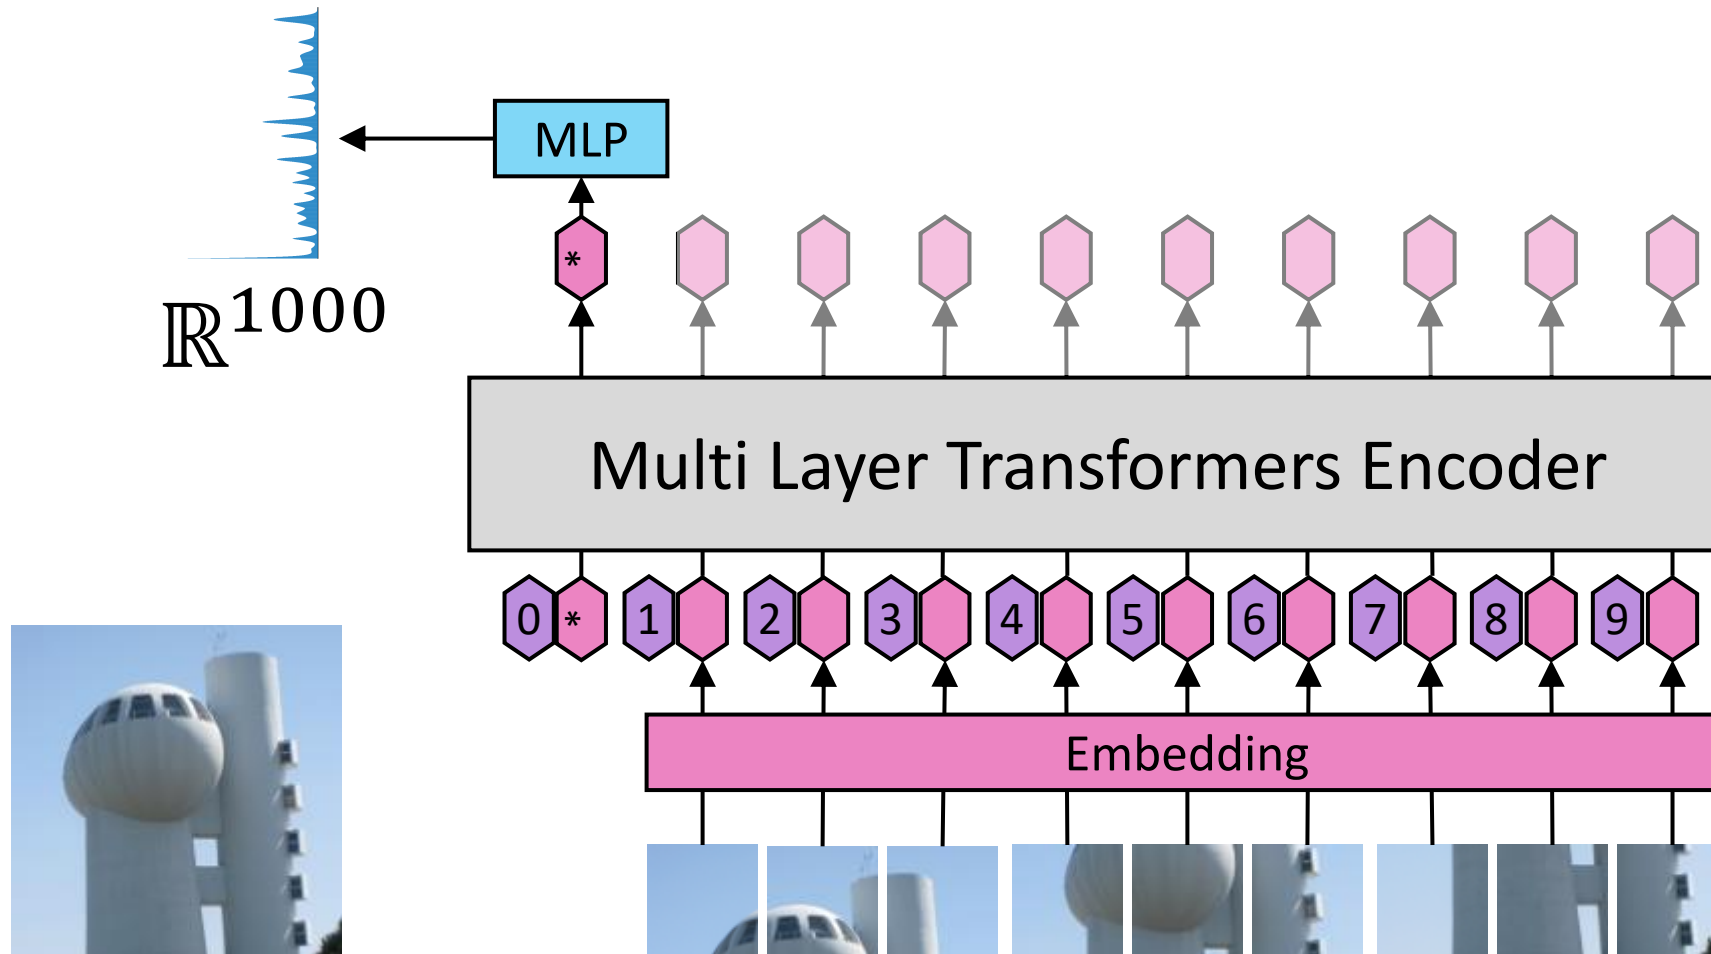 MLP
*
ℝ¹⁰⁰⁰
Multi Layer Transformers Encoder
0 * 1 2 3 4 5 6 7 8 9
Embedding